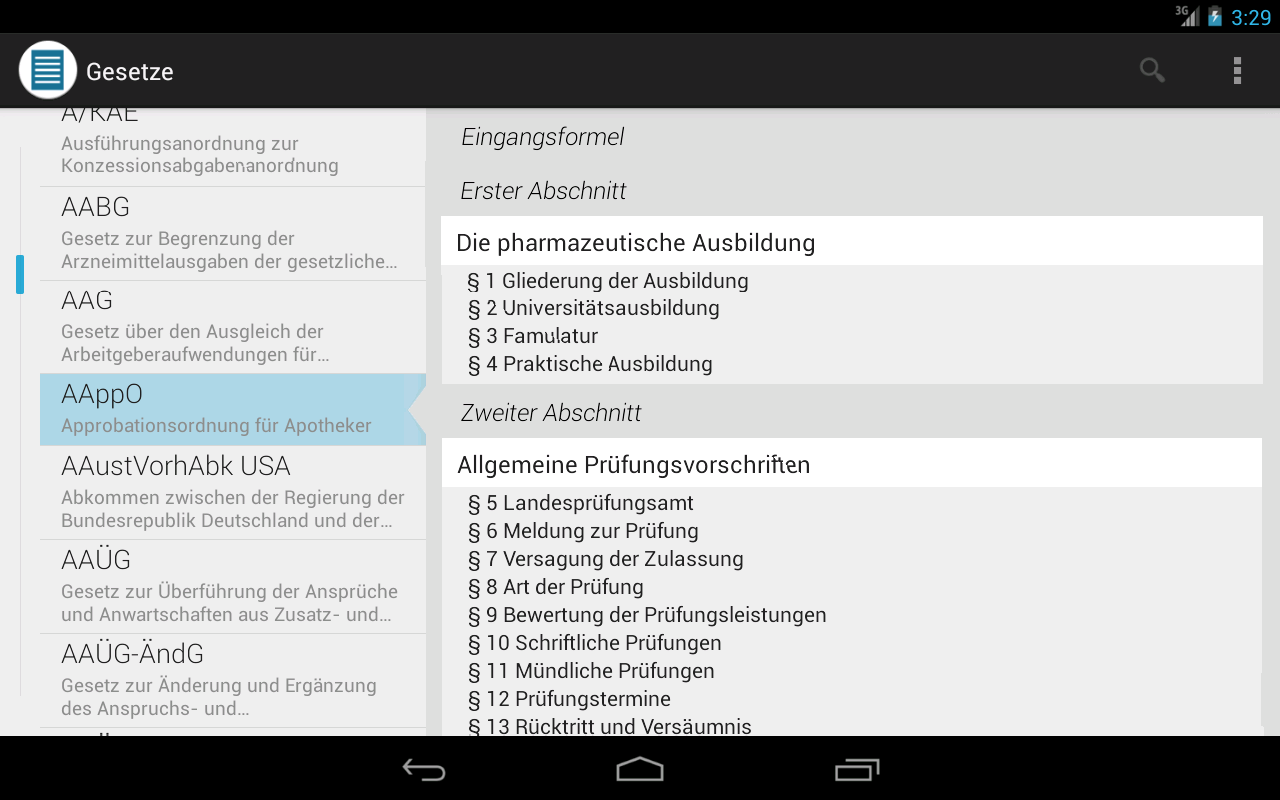 3G 3:29
Gesetze
A/KAE
Ausführungsanordnung zur
Konzessionsabgabenanordnung
AABG
Gesetz zur Begrenzung der
Arzneimittelausgaben der gesetzliche…
AAG
Gesetz über den Ausgleich der
Arbeitgeberaufwendungen für…
AAppO
Approbationsordnung für Apotheker
AAustVorhAbk USA
Abkommen zwischen der Regierung der
Bundesrepublik Deutschland und der…
AAÜG
Gesetz zur Überführung der Ansprüche
und Anwartschaften aus Zusatz- und…
AAÜG-ÄndG
Gesetz zur Änderung und Ergänzung
des Anspruchs- und…
Eingangsformel
Erster Abschnitt
Die pharmazeutische Ausbildung
§ 1 Gliederung der Ausbildung
§ 2 Universitätsausbildung
§ 3 Famulatur
§ 4 Praktische Ausbildung
Zweiter Abschnitt
Allgemeine Prüfungsvorschriften
§ 5 Landesprüfungsamt
§ 6 Meldung zur Prüfung
§ 7 Versagung der Zulassung
§ 8 Art der Prüfung
§ 9 Bewertung der Prüfungsleistungen
§ 10 Schriftliche Prüfungen
§ 11 Mündliche Prüfungen
§ 12 Prüfungstermine
§ 13 Rücktritt und Versäumnis